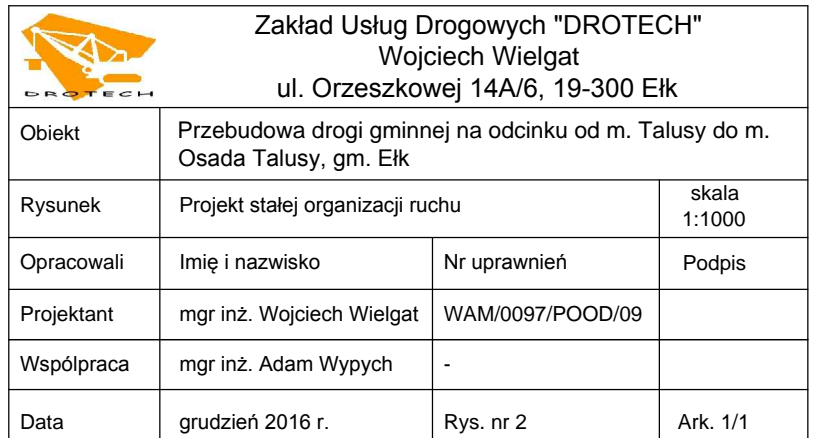 Zakład Usług Drogowych "DROTECH"
Wojciech Wielgat
ul. Orzeszkowej 14A/6, 19-300 Ełk
DROTECH
Obiekt
Przebudowa drogi gminnej na odcinku od m. Talusy do m.
Osada Talusy, gm. Ełk
Rysunek
Projekt stałej organizacji ruchu
skala
1:1000
Opracowali
Imię i nazwisko
Nr uprawnień
Podpis
Projektant
mgr inż. Wojciech Wielgat
WAM/0097/POOD/09
Wspólpraca
mgr inż. Adam Wypych
-
Data
grudzień 2016 r.
Rys. nr 2
Ark. 1/1